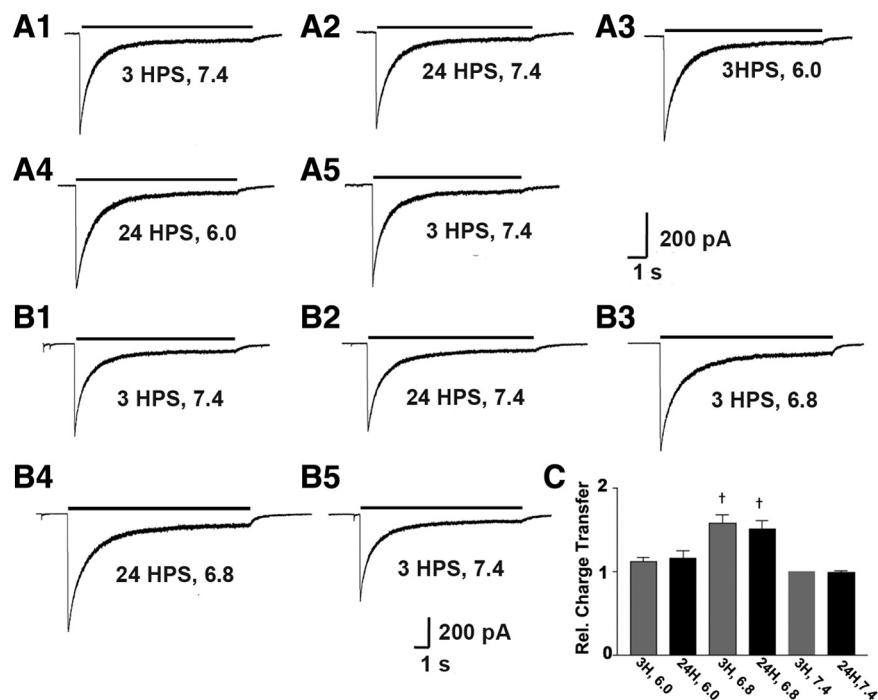 A1
3 HPS, 7.4
A2
24 HPS, 7.4
A3
3HPS, 6.0
A4
24 HPS, 6.0
A5
3 HPS, 7.4
200 pA
1 s
B1
3 HPS, 7.4
B2
24 HPS, 7.4
B3
3 HPS, 6.8
B4
24 HPS, 6.8
B5
3 HPS, 7.4
200 pA
1 s
C
Rel. Charge Transfer
2
1
0
†
†
3H, 6.0
24H, 6.0
3H, 6.8
24H, 6.8
3H, 7.4
24H,7.4